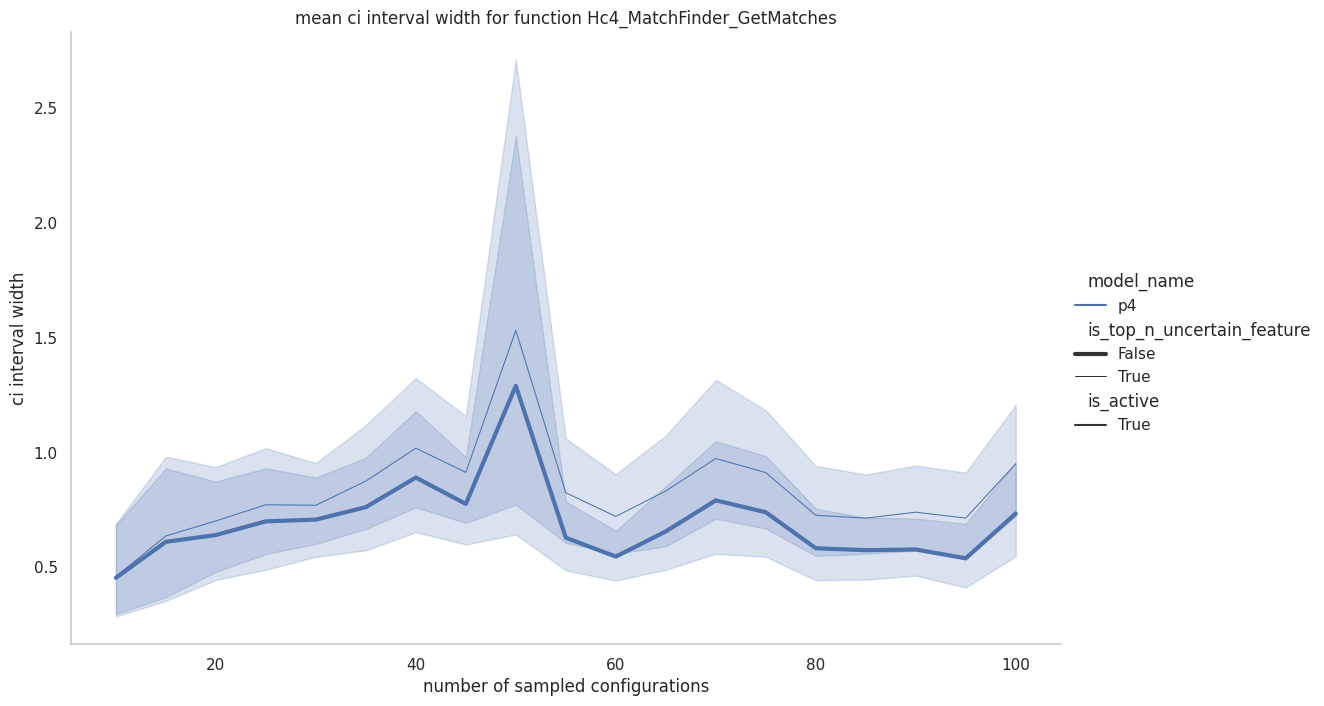 mean ci interval width for function Hc4_MatchFinder_GetMatches
2.5
2.0
1.5
1.0
0.5
ci interval width
20
40
60
80
100
number of sampled configurations
model_name
p4
is_top_n_uncertain_feature
False
True
is_active
True